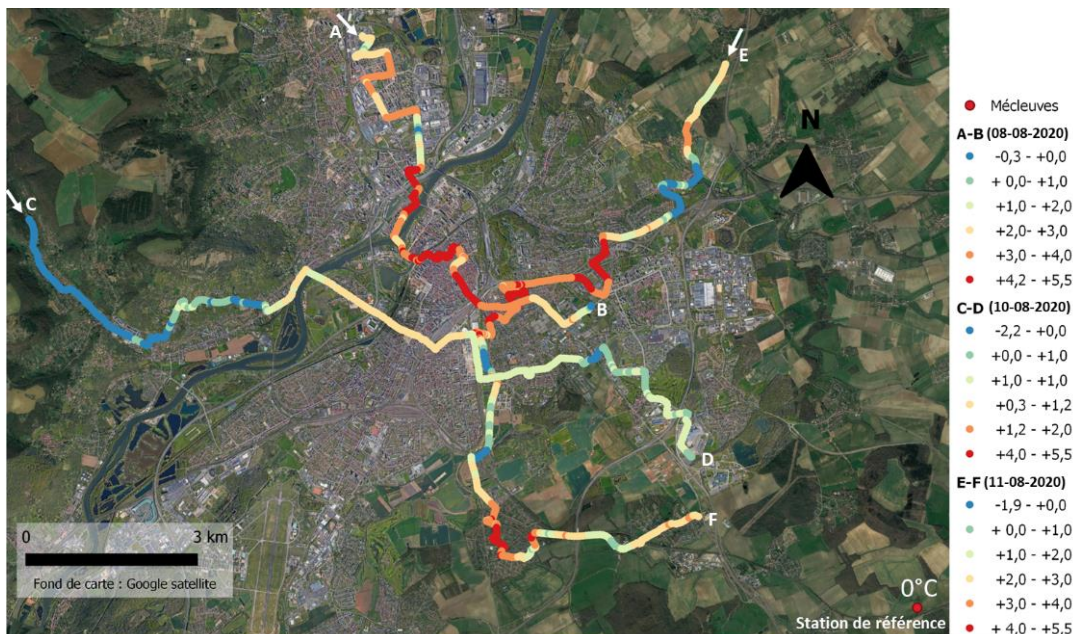 A
E
N
C
B
D
F
0 3 km
Fond de carte : Google satellite
0°C
Station de référence
Mécleuves
A-B (08-08-2020)
-0,3 - +0,0
+ 0,0- +1,0
+1,0 - +2,0
+2,0- +3,0
+3,0 - +4,0
+4,2 - +5,5
C-D (10-08-2020)
-2,2 - +0,0
+0,0 - +1,0
+1,0 - +1,0
+0,3 - +1,2
+1,2 - +2,0
+4,0 - +5,5
E-F (11-08-2020)
-1,9 - +0,0
+ 0,0 - +1,0
+1,0 - +2,0
+2,0 - +3,0
+3,0 - +4,0
+ 4,0 - +5,5